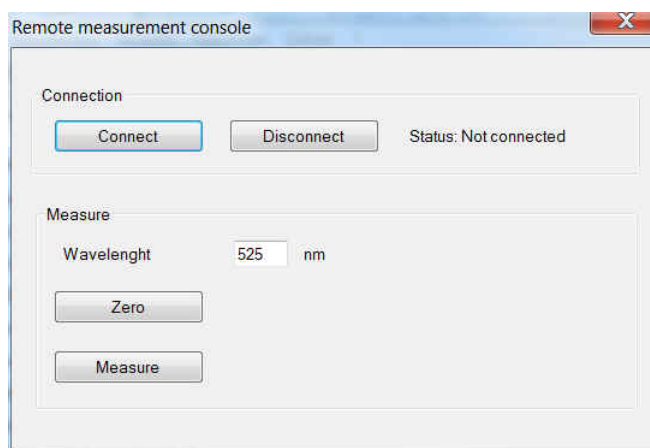 Remote measurement console
Connection
Connect Disconnect Status: Not connected
Measure
Wavelenght 525 nm
Zero
Measure